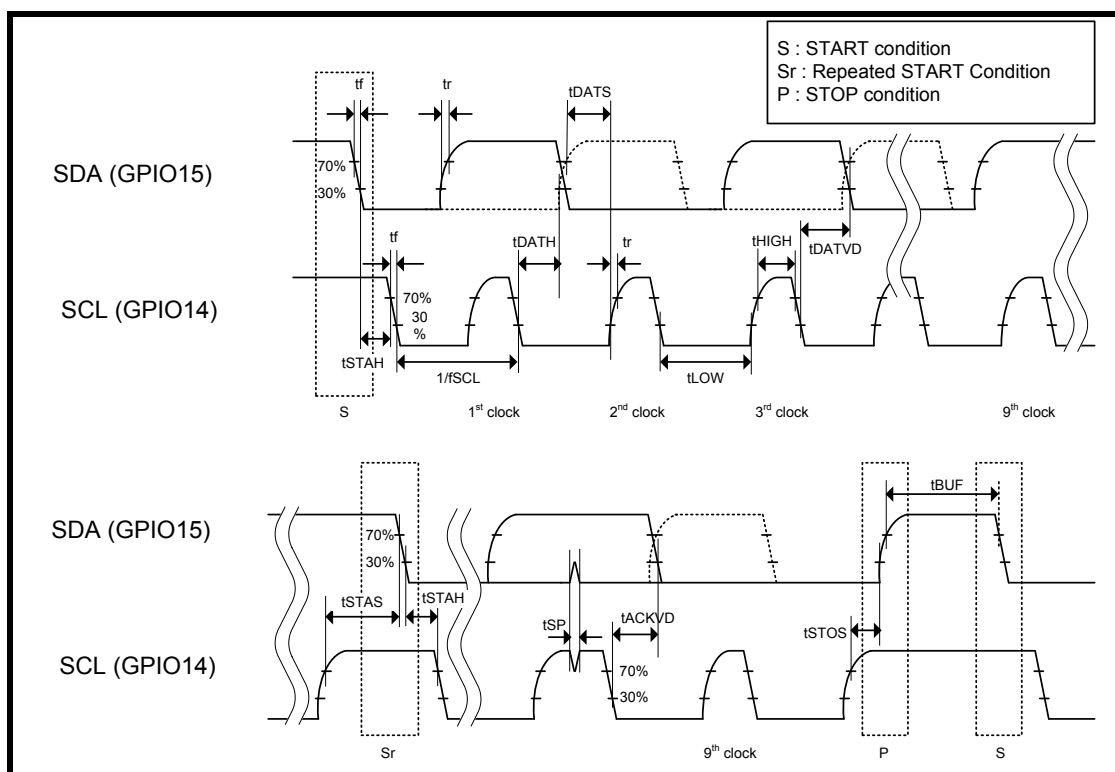 S : START condition
Sr : Repeated START Condition
P : STOP condition
tf
tr
tDATS
SDA (GPIO15)
70%
30%
tf
tDATH
tr
tHIGH
tDATVD
SCL (GPIO14)
70%
30
%
tSTAH
1/fSCL
tLOW
S
1st clock
2nd clock
3rd clock
9th clock
tBUF
SDA (GPIO15)
70%
30%
tSTAS
tSTAH
tSP
tACKVD
tSTOS
SCL (GPIO14)
70%
30%
Sr
9th clock
P
S